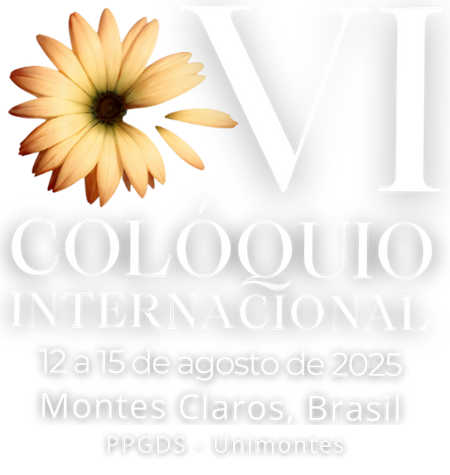 VI
COLÓQUIO
INTERNACIONAL
12 a 15 de agosto de 2025
Montes Claros, Brasil
PPGDS - Unimontes